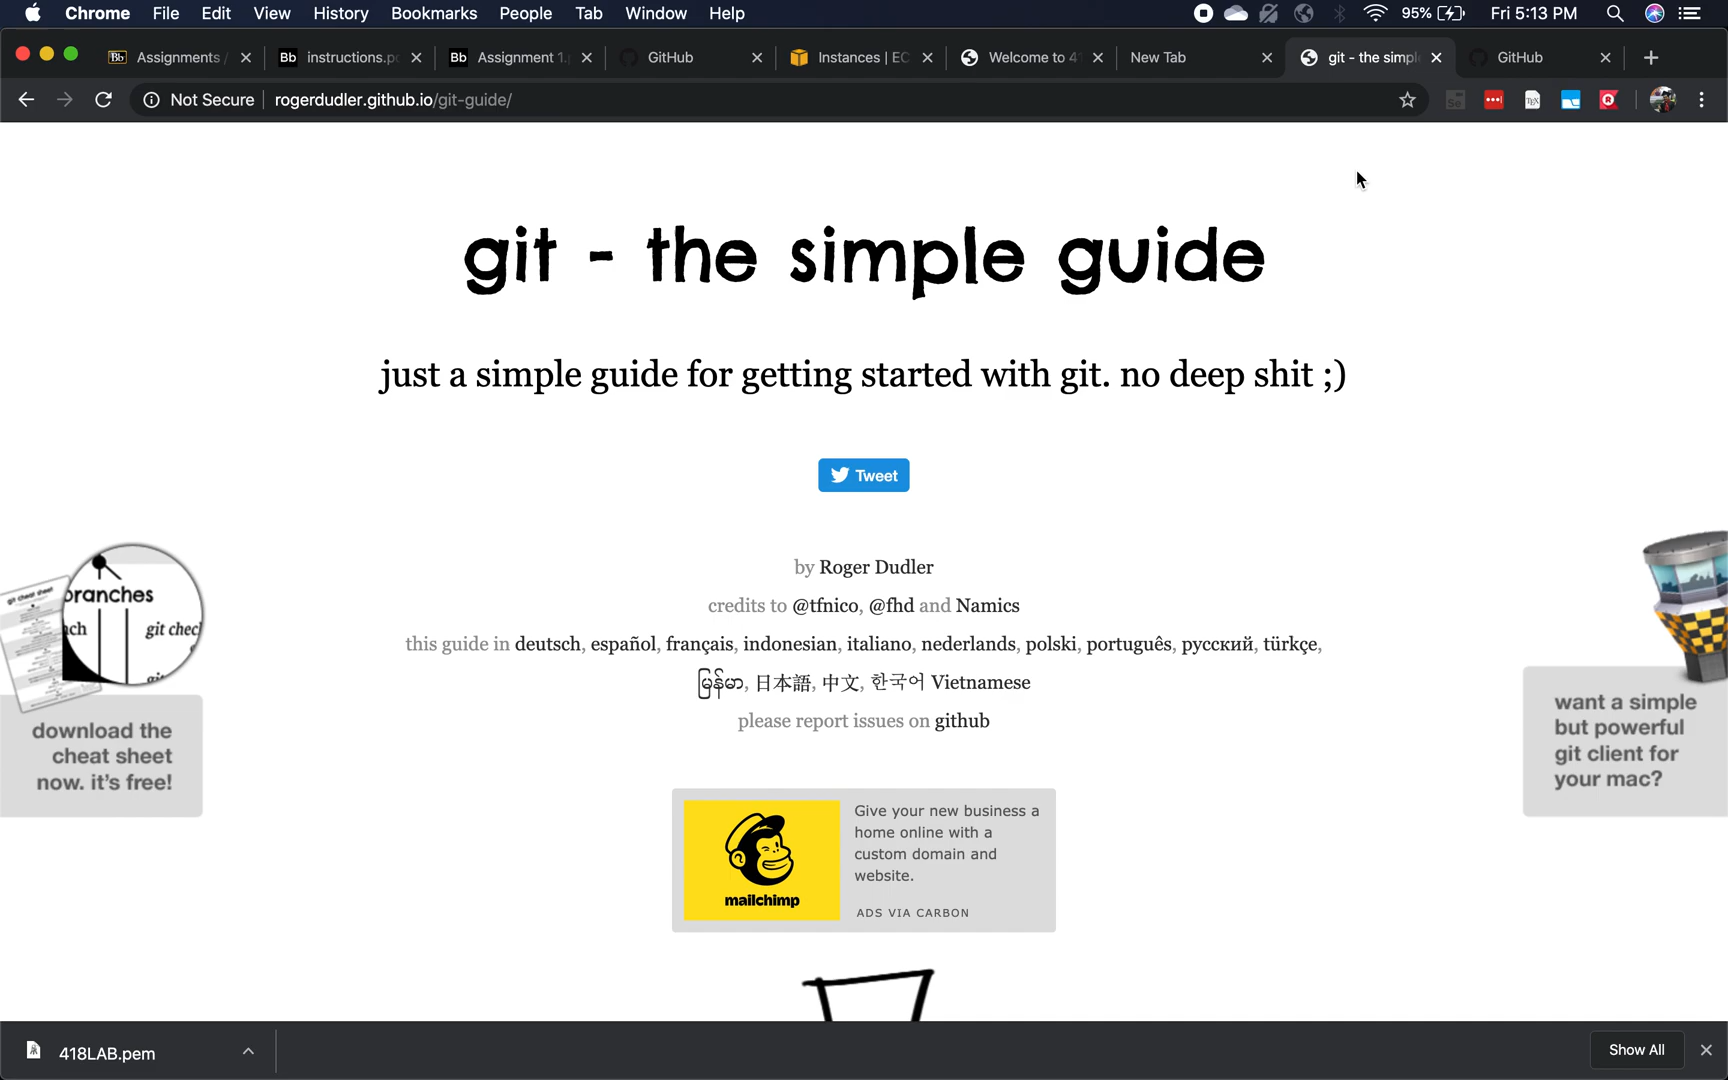 Chrome File Edit View History Bookmarks People Tab Window Help 95% Fri 5:13 PM
Bb Assignments / Bb instructions.pc Bb Assignment 1. GitHub Instances | EC Welcome to 41 New Tab git - the simpl GitHub
Not Secure rogerdudler.github.io/git-guide/
git - the simple guide
just a simple guide for getting started with git. no deep shit ;)
Tweet
by Roger Dudler
credits to @tfnico, @fhd and Namics
this guide in deutsch, español, français, indonesian, italiano, nederlands, polski, português, русский, türkçe,
မြန်မာ, 日本語, 中文, 한국어 Vietnamese
please report issues on github
git cheat sheet
branches
git chec
download the
cheat sheet
now. it's free!
want a simple
but powerful
git client for
your mac?
mailchimp
Give your new business a
home online with a
custom domain and
website.
ADS VIA CARBON
418LAB.pem
Show All